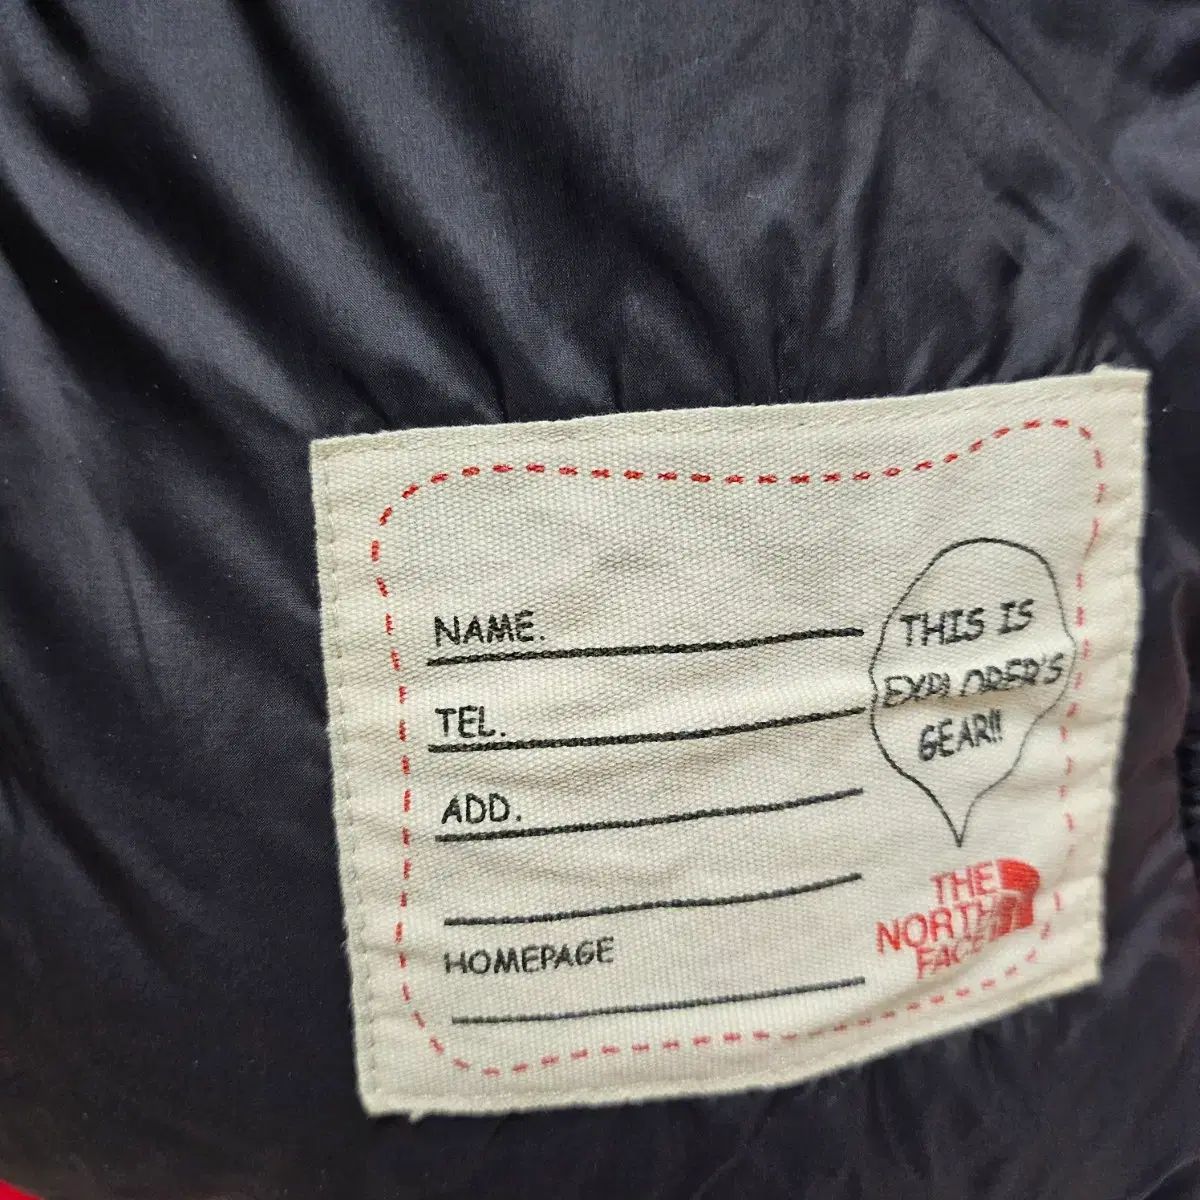 NAME.
TEL.
ADD.
HOMEPAGE
THIS IS
EXPLORER'S
GEAR!!
THE
NORTH
FACE